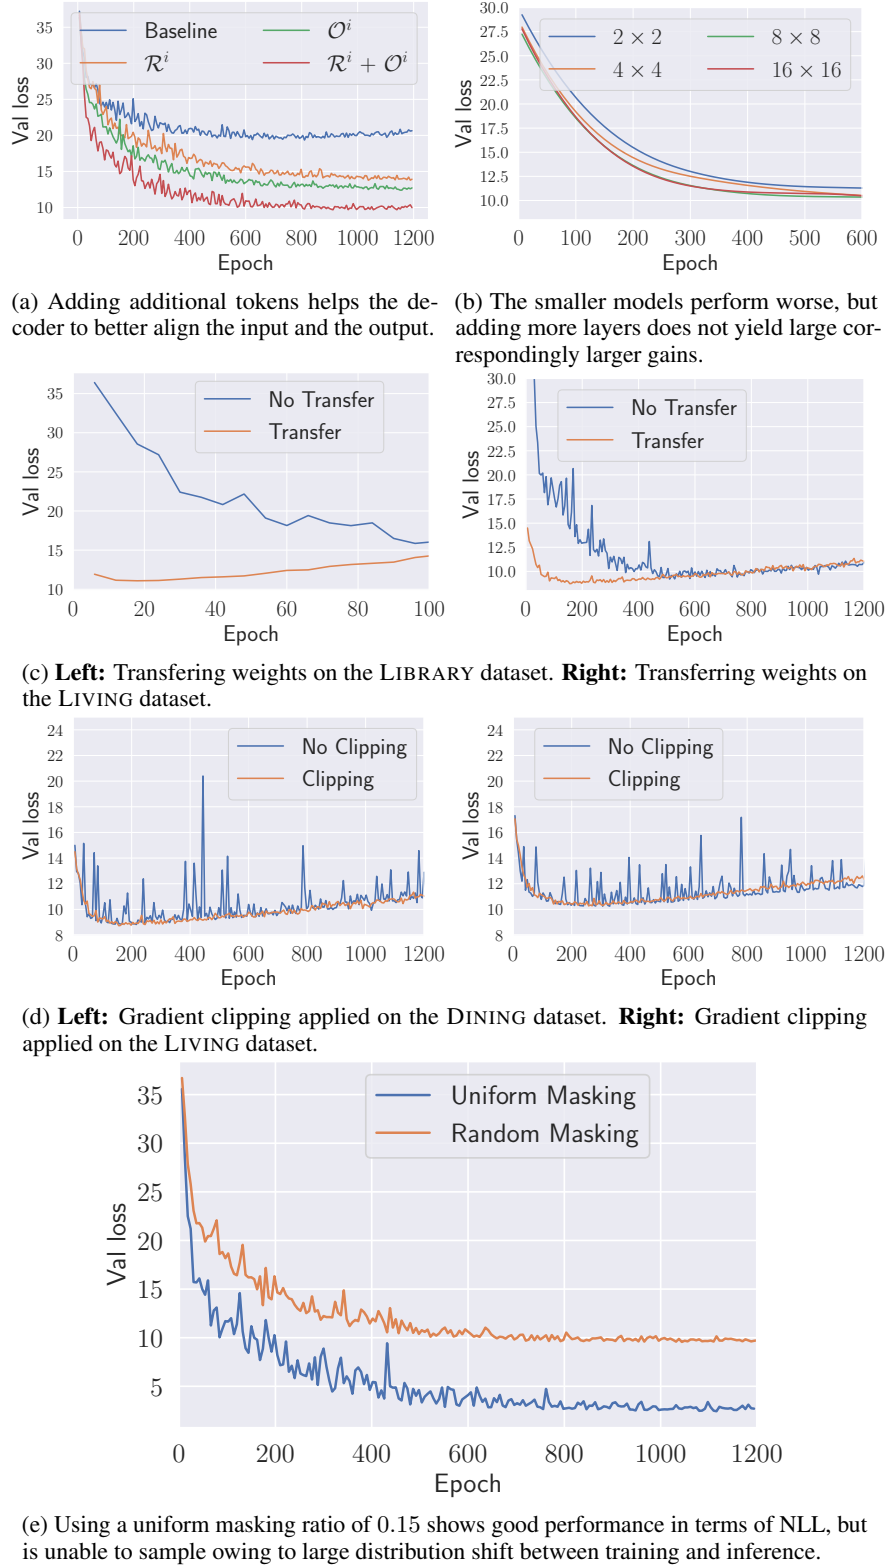 Val loss
35
30
25
20
15
10
Baseline
R^i
O^i
R^i + O^i
0 200 400 600 800 1000 1200
Epoch
Val loss
30.0
27.5
25.0
22.5
20.0
17.5
15.0
12.5
10.0
2 × 2
4 × 4
8 × 8
16 × 16
0 100 200 300 400 500 600
Epoch
(a) Adding additional tokens helps the de-
coder to better align the input and the output.
(b) The smaller models perform worse, but
adding more layers does not yield large cor-
respondingly larger gains.
Val loss
35
30
25
20
15
10
No Transfer
Transfer
0 20 40 60 80 100
Epoch
Val loss
30.0
27.5
25.0
22.5
20.0
17.5
15.0
12.5
10.0
No Transfer
Transfer
0 200 400 600 800 1000 1200
Epoch
(c) Left: Transfering weights on the LIBRARY dataset. Right: Transferring weights on
the LIVING dataset.
Val loss
24
22
20
18
16
14
12
10
8
No Clipping
Clipping
0 200 400 600 800 1000 1200
Epoch
Val loss
24
22
20
18
16
14
12
10
8
No Clipping
Clipping
0 200 400 600 800 1000 1200
Epoch
(d) Left: Gradient clipping applied on the DINING dataset. Right: Gradient clipping
applied on the LIVING dataset.
Val loss
35
30
25
20
15
10
5
Uniform Masking
Random Masking
0 200 400 600 800 1000 1200
Epoch
(e) Using a uniform masking ratio of 0.15 shows good performance in terms of NLL, but
is unable to sample owing to large distribution shift between training and inference.